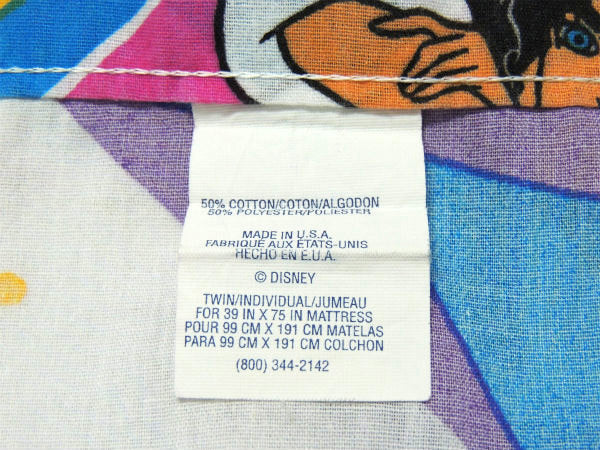 50% COTTON/COTON/ALGODON
50% POLYESTER/POLIESTER
MADE IN U.S.A.
FABRIQUÉ AUX ÉTATS-UNIS
HECHO EN E.U.A.
© DISNEY
TWIN/INDIVIDUAL/JUMEAU
FOR 39 IN X 75 IN MATTRESS
POUR 99 CM X 191 CM MATELAS
PARA 99 CM X 191 CM COLCHON
(800) 344-2142